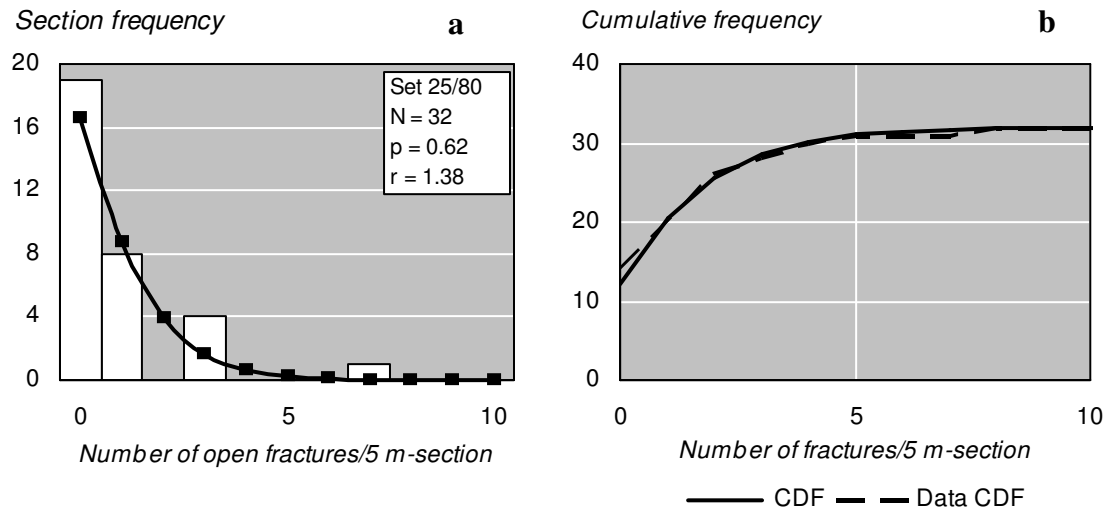 Section frequency
a
20
16
12
8
4
0
Set 25/80
N = 32
p = 0.62
r = 1.38
0 5 10
Number of open fractures/5 m-section
Cumulative frequency
b
40
30
20
10
0
0 5 10
Number of fractures/5 m-section
CDF Data CDF